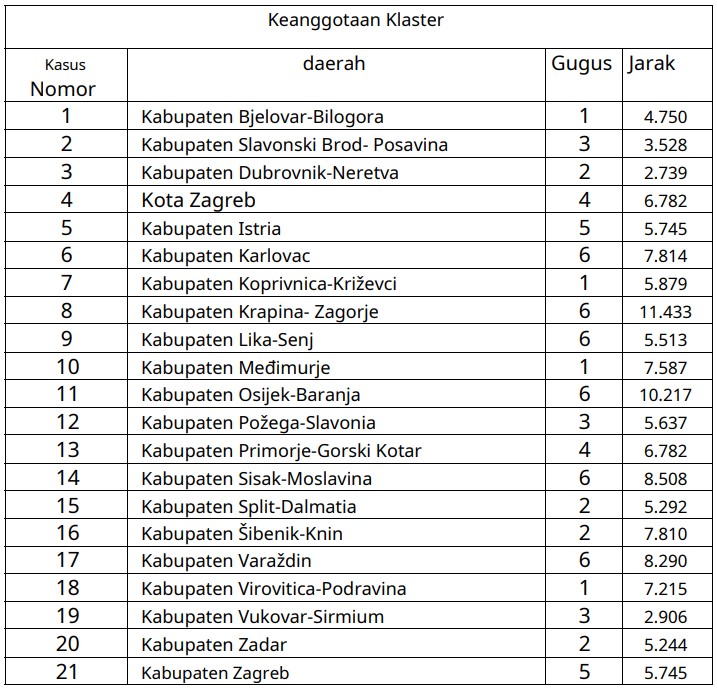 Keanggotaan Klaster
Kasus Nomor daerah Gugus Jarak
1 Kabupaten Bjelovar-Bilogora 1 4.750
2 Kabupaten Slavonski Brod- Posavina 3 3.528
3 Kabupaten Dubrovnik-Neretva 2 2.739
4 Kota Zagreb 4 6.782
5 Kabupaten Istria 5 5.745
6 Kabupaten Karlovac 6 7.814
7 Kabupaten Koprivnica-Križevci 1 5.879
8 Kabupaten Krapina- Zagorje 6 11.433
9 Kabupaten Lika-Senj 6 5.513
10 Kabupaten Međimurje 1 7.587
11 Kabupaten Osijek-Baranja 6 10.217
12 Kabupaten Požega-Slavonia 3 5.637
13 Kabupaten Primorje-Gorski Kotar 4 6.782
14 Kabupaten Sisak-Moslavina 6 8.508
15 Kabupaten Split-Dalmatia 2 5.292
16 Kabupaten Šibenik-Knin 2 7.810
17 Kabupaten Varaždin 6 8.290
18 Kabupaten Virovitica-Podravina 1 7.215
19 Kabupaten Vukovar-Sirmium 3 2.906
20 Kabupaten Zadar 2 5.244
21 Kabupaten Zagreb 5 5.745